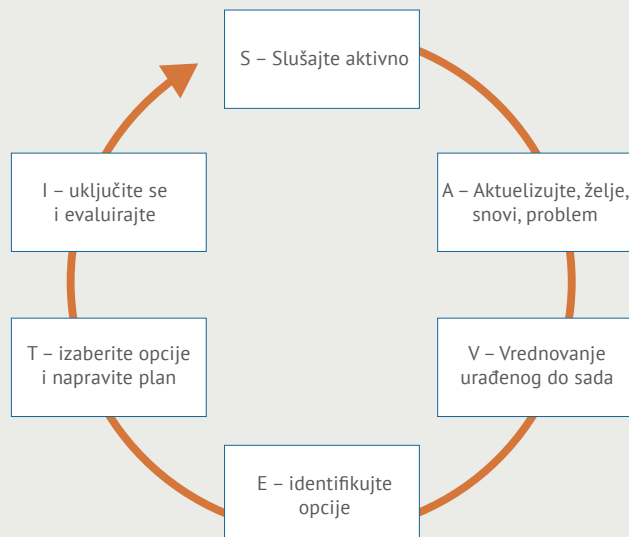 S – Slušajte aktivno
A – Aktuelizujte, želje,
snovi, problem
V – Vrednovanje
urađenog do sada
E – identifikujte
opcije
T – izaberite opcije
i napravite plan
I – uključite se
i evaluirajte